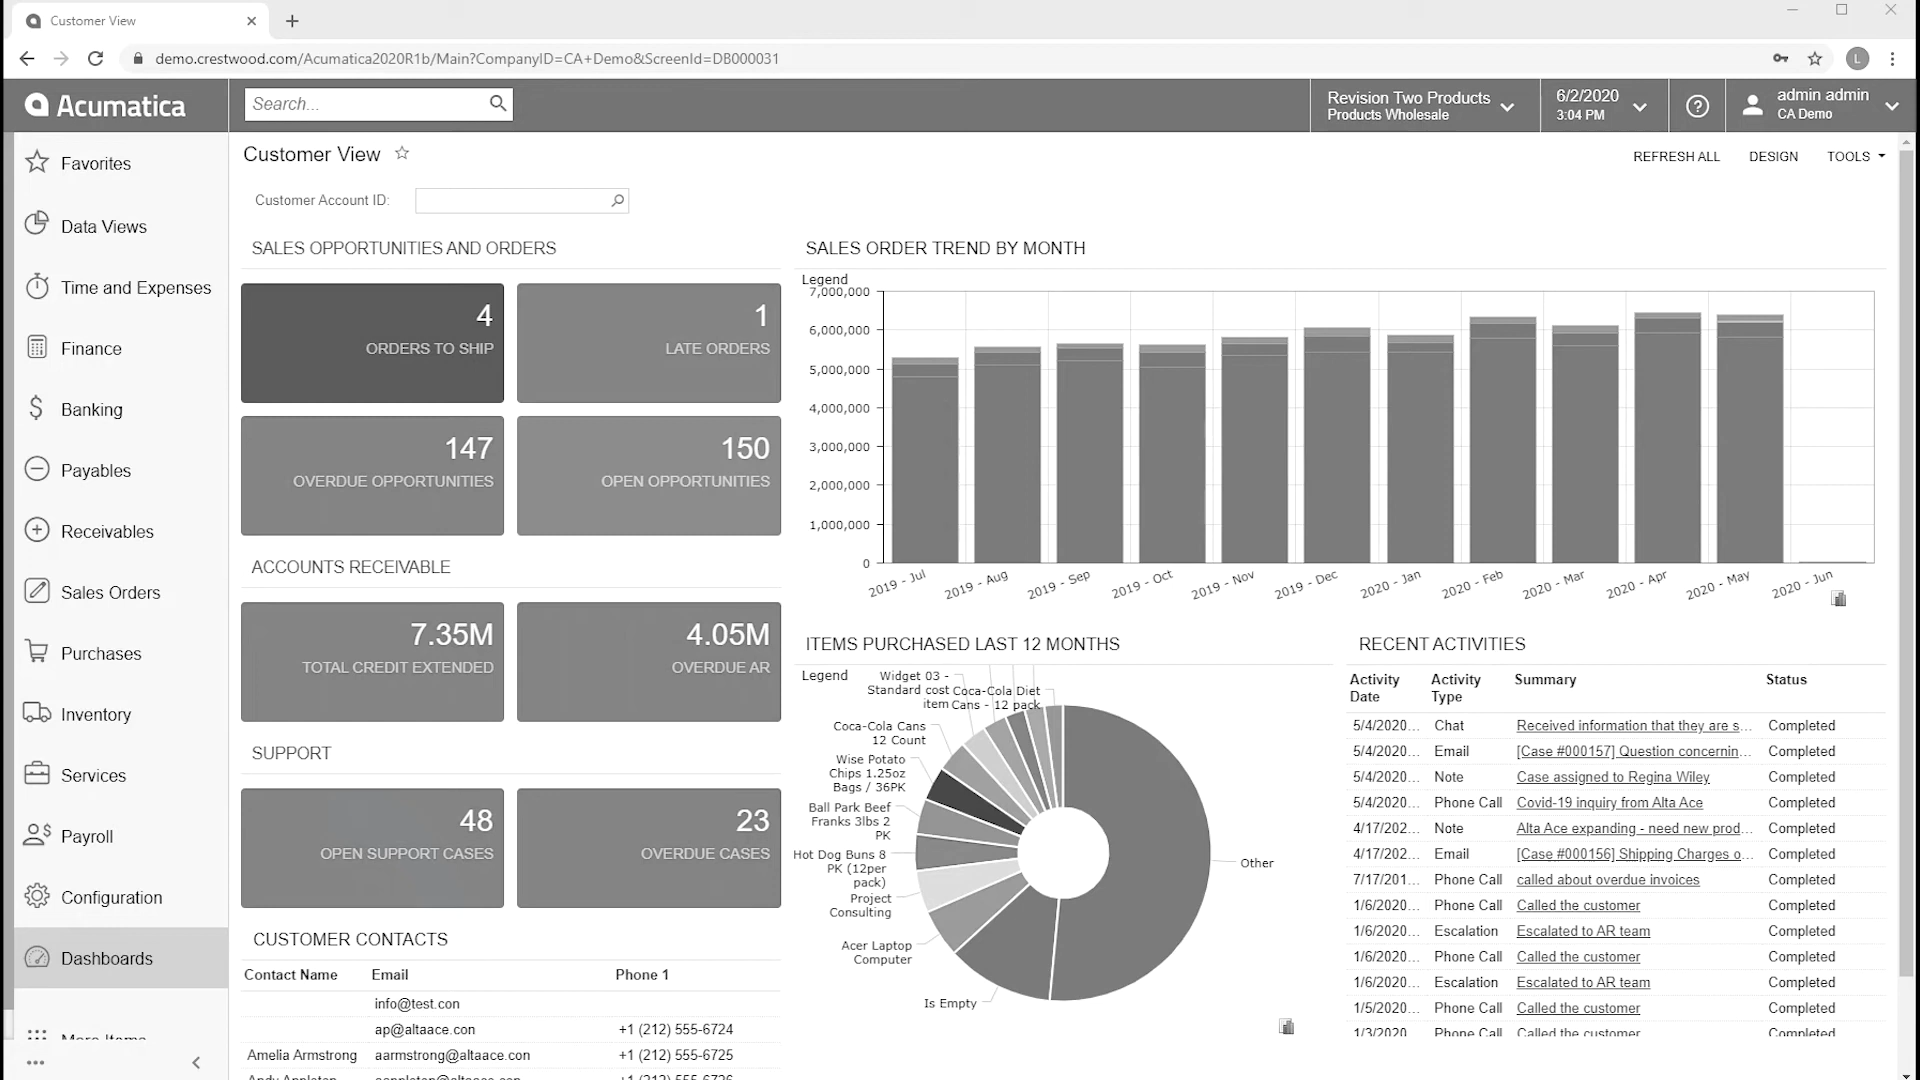 Customer View
demo.crestwood.com/Acumatica2020R1b/Main?CompanyID=CA+Demo&ScreenId=DB000031
L
Acumatica
Search...
Revision Two Products
Products Wholesale
6/2/2020
3:04 PM
admin admin
CA Demo
Favorites
Data Views
Time and Expenses
Finance
Banking
Payables
Receivables
Sales Orders
Purchases
Inventory
Services
Payroll
Configuration
Dashboards
More Items
Customer View
REFRESH ALL
DESIGN
TOOLS
Customer Account ID:
SALES OPPORTUNITIES AND ORDERS
4
ORDERS TO SHIP
1
LATE ORDERS
147
OVERDUE OPPORTUNITIES
150
OPEN OPPORTUNITIES
ACCOUNTS RECEIVABLE
7.35M
TOTAL CREDIT EXTENDED
4.05M
OVERDUE AR
SUPPORT
48
OPEN SUPPORT CASES
23
OVERDUE CASES
CUSTOMER CONTACTS
Contact Name Email Phone 1
info@test.con
ap@altaace.con +1 (212) 555-6724
Amelia Armstrong aarmstrong@altaace.con +1 (212) 555-6725
SALES ORDER TREND BY MONTH
Legend
7,000,000
6,000,000
5,000,000
4,000,000
3,000,000
2,000,000
1,000,000
0
2019 - Jul
2019 - Aug
2019 - Sep
2019 - Oct
2019 - Nov
2019 - Dec
2020 - Jan
2020 - Feb
2020 - Mar
2020 - Apr
2020 - May
2020 - Jun
ITEMS PURCHASED LAST 12 MONTHS
Legend
Widget 03 -
Standard cost
item
Coca-Cola Diet
Cans - 12 pack
Coca-Cola Cans
12 Count
Wise Potato
Chips 1.25oz
Bags / 36PK
Ball Park Beef
Franks 3lbs 2
PK
Hot Dog Buns 8
PK (12per
pack)
Project
Consulting
Acer Laptop
Computer
Is Empty
Other
RECENT ACTIVITIES
Activity Date Activity Type Summary Status
5/4/2020... Chat Received information that they are s... Completed
5/4/2020... Email [Case #000157] Question concernin... Completed
5/4/2020... Note Case assigned to Regina Wiley Completed
5/4/2020... Phone Call Covid-19 inquiry from Alta Ace Completed
4/17/202... Note Alta Ace expanding - need new prod... Completed
4/17/202... Email [Case #000156] Shipping Charges o... Completed
7/17/201... Phone Call called about overdue invoices Completed
1/6/2020... Phone Call Called the customer Completed
1/6/2020... Escalation Escalated to AR team Completed
1/6/2020... Phone Call Called the customer Completed
1/6/2020... Escalation Escalated to AR team Completed
1/5/2020... Phone Call Called the customer Completed
1/3/2020... Phone Call Called the customer Completed